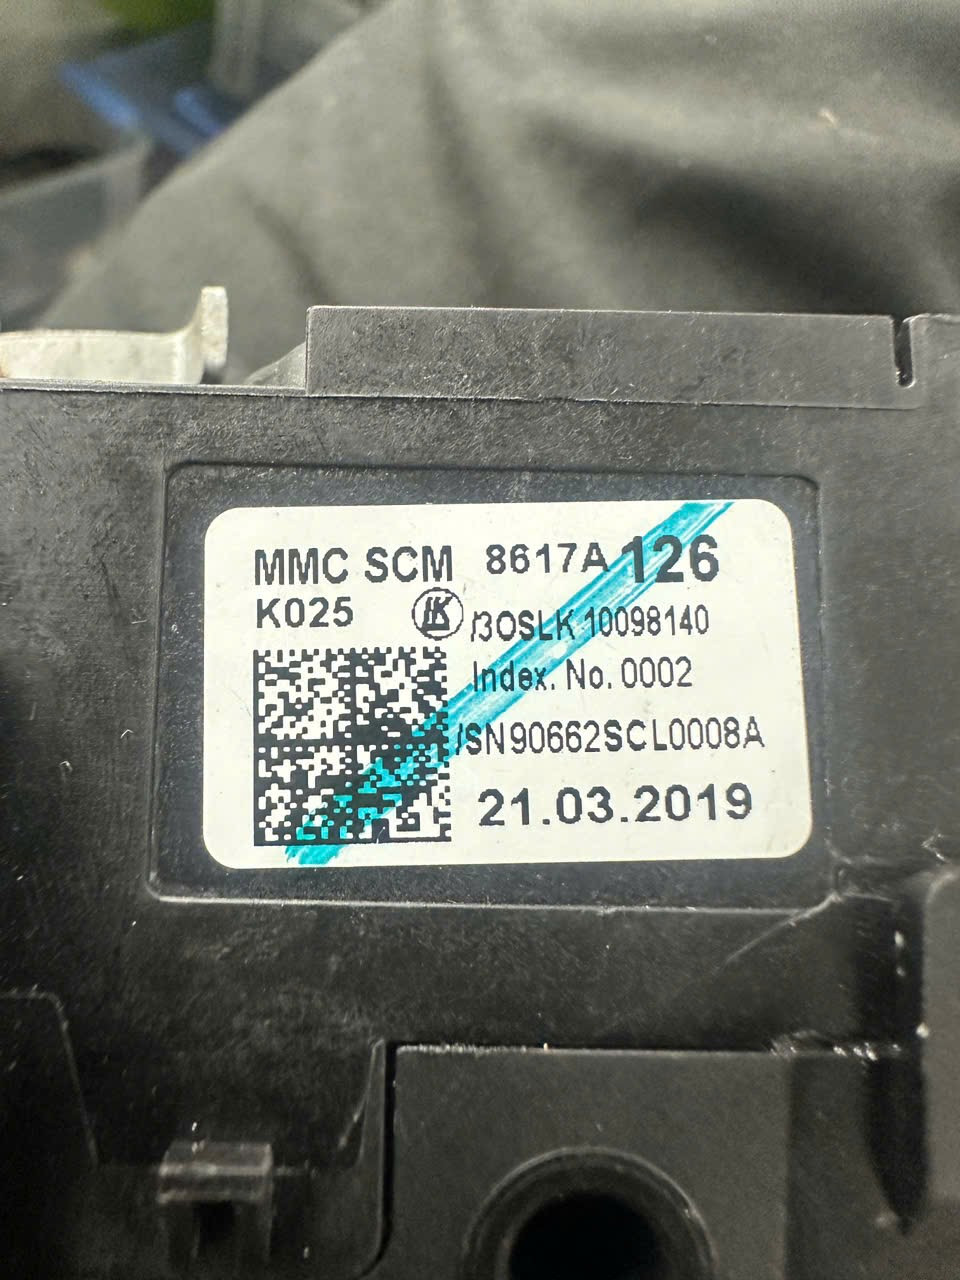 MMC SCM 8617A 126
K025 /3OSLK 10098140
Index. No. 0002
/SN90662SCL0008A
21.03.2019